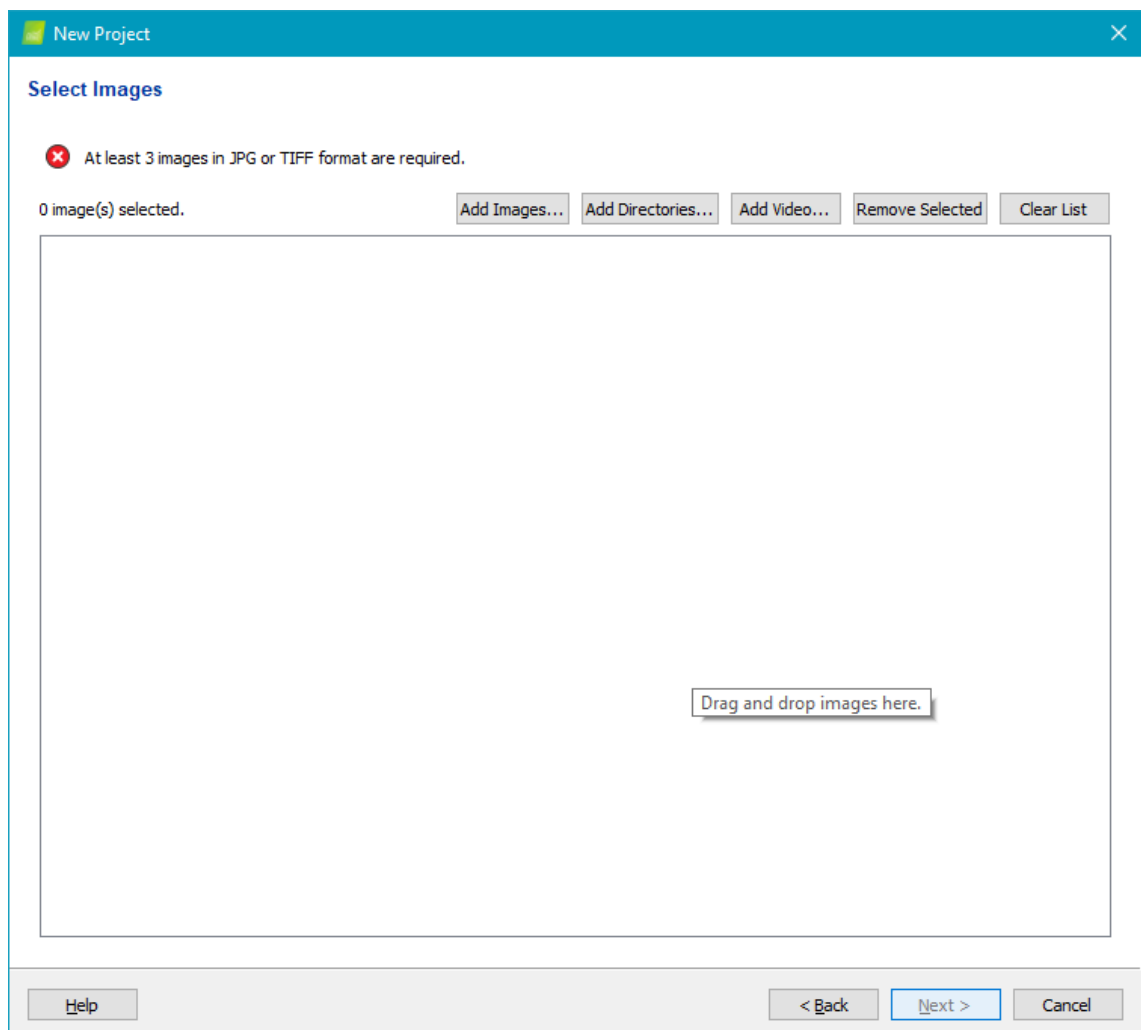 New Project
Select Images
At least 3 images in JPG or TIFF format are required.
0 image(s) selected. Add Images... Add Directories... Add Video... Remove Selected Clear List
Drag and drop images here.
Help < Back Next > Cancel